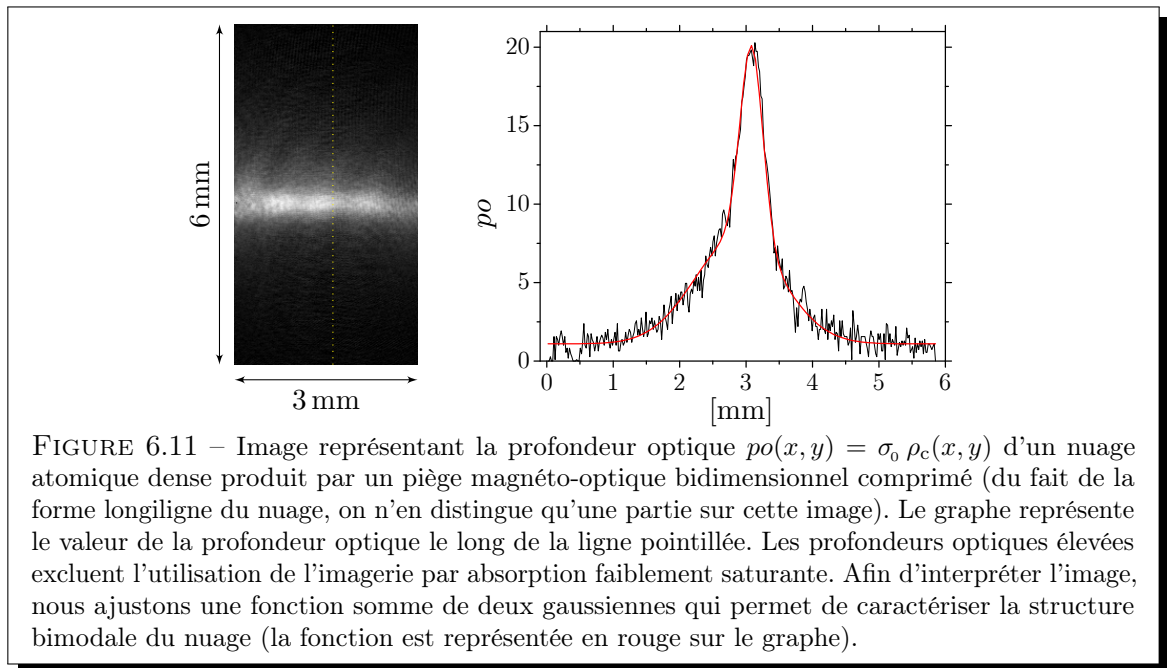 6 mm
3 mm
po
20
15
10
5
0
0 1 2 3 4 5 6
[mm]
FIGURE 6.11 – Image représentant la profondeur optique po(x, y) = σ₀ ρc(x, y) d'un nuage
atomique dense produit par un piège magnéto-optique bidimensionnel comprimé (du fait de la
forme longiligne du nuage, on n'en distingue qu'une partie sur cette image). Le graphe représente
le valeur de la profondeur optique le long de la ligne pointillée. Les profondeurs optiques élevées
excluent l'utilisation de l'imagerie par absorption faiblement saturante. Afin d'interpréter l'image,
nous ajustons une fonction somme de deux gaussiennes qui permet de caractériser la structure
bimodale du nuage (la fonction est représentée en rouge sur le graphe).